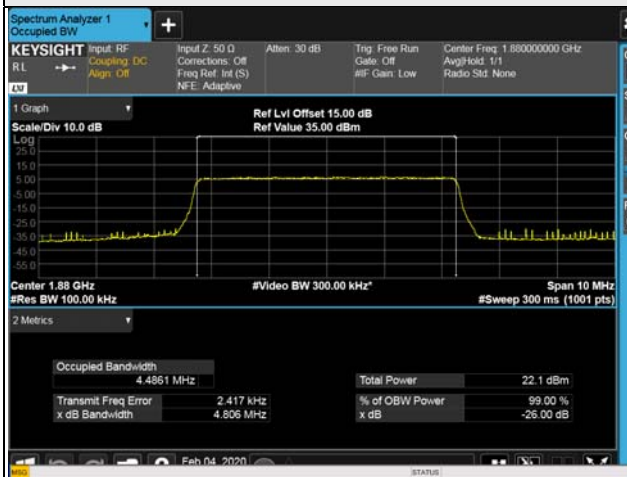 Spectrum Analyzer 1
Occupied BW
+
KEYSIGHT
RL
LXI
Input: RF
Coupling: DC
Align: Off
Input Z: 50 Ω
Corrections: Off
Freq Ref: Int (S)
NFE: Adaptive
Atten: 30 dB
Trig: Free Run
Gate: Off
#IF Gain: Low
Center Freq: 1.880000000 GHz
Avg|Hold: 1/1
Radio Std: None
1 Graph
Scale/Div 10.0 dB
Ref Lvl Offset 15.00 dB
Ref Value 35.00 dBm
Log
25.0
15.0
5.00
-5.00
-15.0
-25.0
-35.0
-45.0
-55.0
Center 1.88 GHz
#Video BW 300.00 kHz*
Span 10 MHz
#Res BW 100.00 kHz
#Sweep 300 ms (1001 pts)
2 Metrics
Occupied Bandwidth
4.4861 MHz
Total Power 22.1 dBm
Transmit Freq Error 2.417 kHz
% of OBW Power 99.00 %
x dB Bandwidth 4.806 MHz
x dB -26.00 dB
Feb 04, 2020
MSG
STATUS